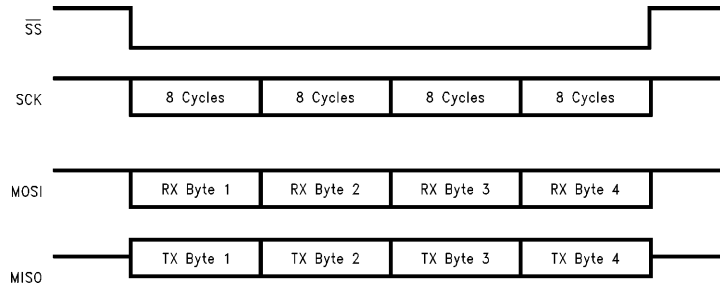 SS
SCK 8 Cycles 8 Cycles 8 Cycles 8 Cycles
MOSI RX Byte 1 RX Byte 2 RX Byte 3 RX Byte 4
MISO TX Byte 1 TX Byte 2 TX Byte 3 TX Byte 4